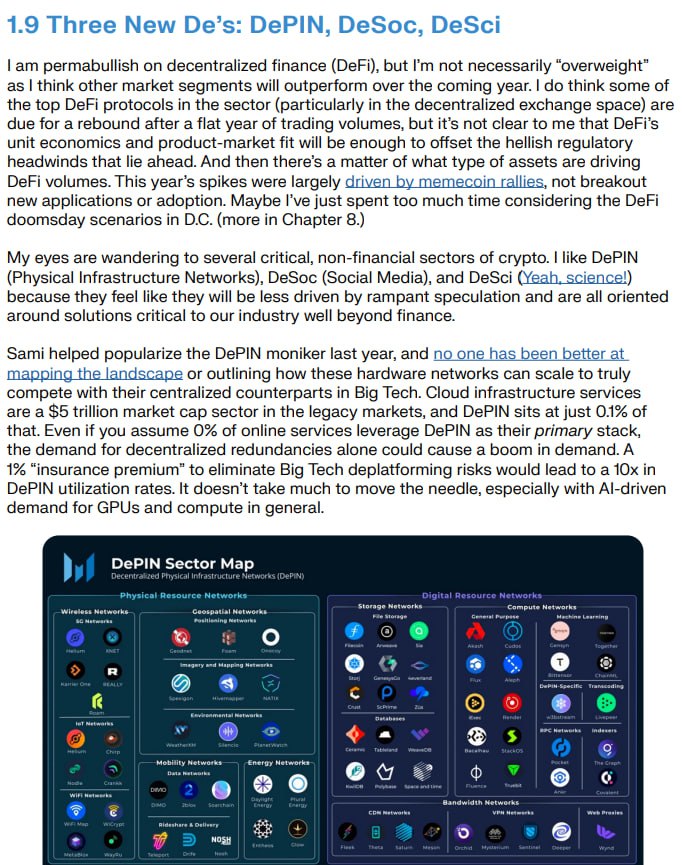 1.9 Three New De’s: DePIN, DeSoc, DeSci
I am permabullish on decentralized finance (DeFi), but I’m not necessarily “overweight”
as I think other market segments will outperform over the coming year. I do think some of
the top DeFi protocols in the sector (particularly in the decentralized exchange space) are
due for a rebound after a flat year of trading volumes, but it’s not clear to me that DeFi’s
unit economics and product-market fit will be enough to offset the hellish regulatory
headwinds that lie ahead. And then there’s a matter of what type of assets are driving
DeFi volumes. This year’s spikes were largely driven by memecoin rallies, not breakout
new applications or adoption. Maybe I’ve just spent too much time considering the DeFi
doomsday scenarios in D.C. (more in Chapter 8.)
My eyes are wandering to several critical, non-financial sectors of crypto. I like DePIN
(Physical Infrastructure Networks), DeSoc (Social Media), and DeSci (Yeah, science!)
because they feel like they will be less driven by rampant speculation and are all oriented
around solutions critical to our industry well beyond finance.
Sami helped popularize the DePIN moniker last year, and no one has been better at
mapping the landscape or outlining how these hardware networks can scale to truly
compete with their centralized counterparts in Big Tech. Cloud infrastructure services
are a $5 trillion market cap sector in the legacy markets, and DePIN sits at just 0.1% of
that. Even if you assume 0% of online services leverage DePIN as their primary stack,
the demand for decentralized redundancies alone could cause a boom in demand. A
1% “insurance premium” to eliminate Big Tech deplatforming risks would lead to a 10x in
DePIN utilization rates. It doesn’t take much to move the needle, especially with AI-driven
demand for GPUs and compute in general.
DePIN Sector Map
Decentralized Physical Infrastructure Networks (DePIN)
Physical Resource Networks
Wireless Networks
5G Networks
Helium XNET
Karrier One REALLY
Roam
IoT Networks
Helium Chirp
Nodle Crankk
WiFi Networks
WiFi Map WiCrypt
MetaBlox WayRu
Geospatial Networks
Positioning Networks
Geodnet Foam Onocoy
Imagery and Mapping Networks
Spexigon Hivemapper NATIX
Environmental Networks
WeatherXM Silencio PlanetWatch
Mobility Networks
Data Networks
DIMO
DIMO 2blox Soarchain
Rideshare & Delivery
NOSH
Teleport Drife Nosh
Energy Networks
Daylight Energy Plural Energy
Entheos Glow
Digital Resource Networks
Storage Networks
File Storage
Filecoin Arweave Sia
Storj GenesysGo 4everland
Crust ScPrime Züs
Databases
Ceramic Tableland WeaveDB
KwilDB Polybase Space and time
Compute Networks
General Purpose
Akash Cudos
Flux Aleph
iExec Render
Bacalhau StackOS
Fluence Truebit
Machine Learning
Gensyn Together
Bittensor ChainML
DePIN-Specific Transcoding
w3bstream Livepeer
RPC Networks Indexers
Pocket The Graph
Ankr Covalent
Bandwidth Networks
CDN Networks
Fleek Theta Saturn Meson
VPN Networks
Orchid Mysterium Sentinel Deeper
Web Proxies
Wynd